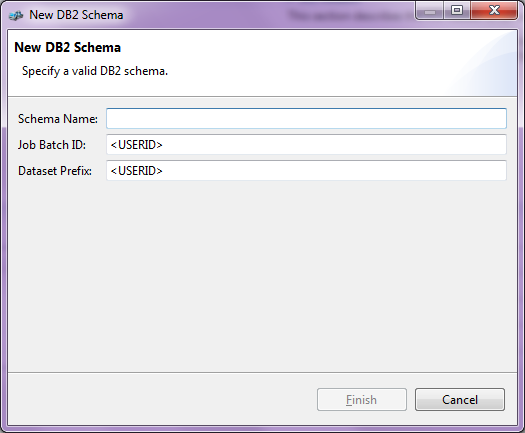 New DB2 Schema
New DB2 Schema
Specify a valid DB2 schema.
Schema Name:
Job Batch ID: <USERID>
Dataset Prefix: <USERID>
Finish Cancel